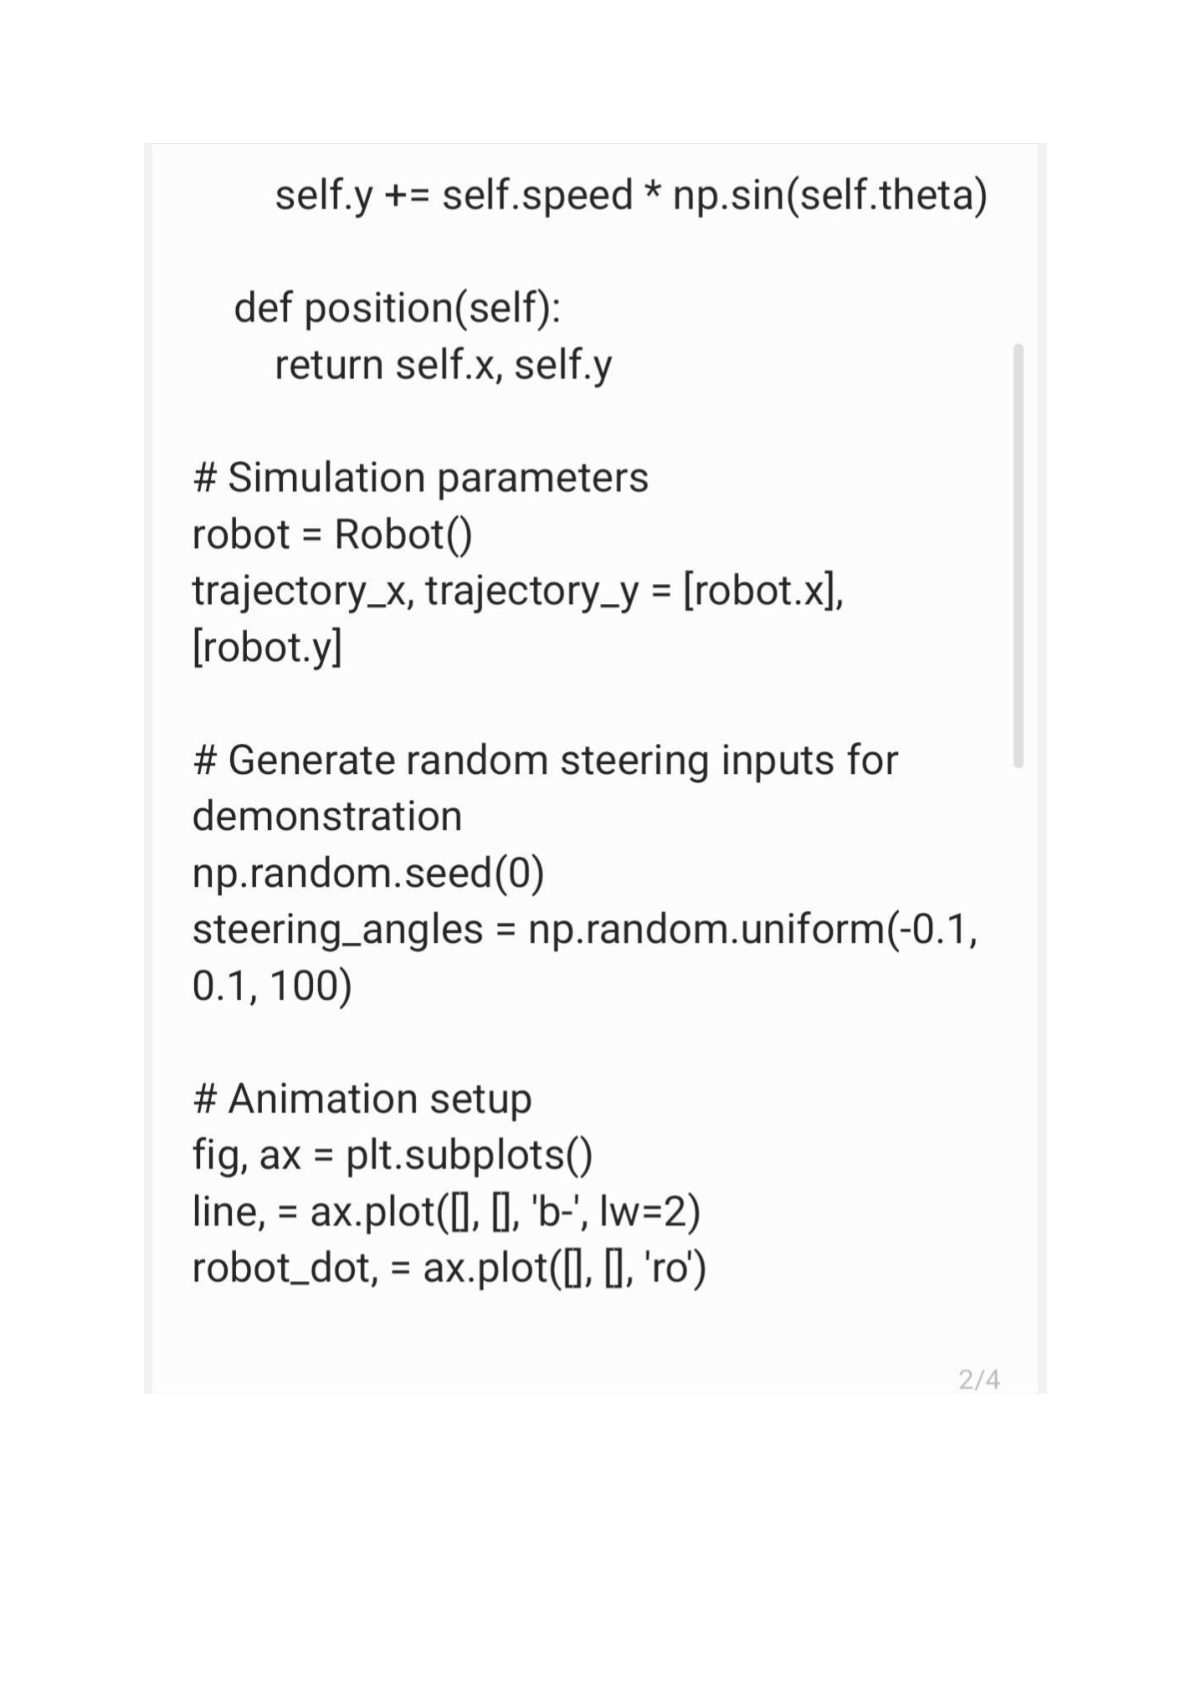 self.y += self.speed * np.sin(self.theta)
def position(self):
return self.x, self.y
# Simulation parameters
robot = Robot()
trajectory_x, trajectory_y = [robot.x],
[robot.y]
# Generate random steering inputs for
demonstration
np.random.seed(0)
steering_angles = np.random.uniform(-0.1,
0.1, 100)
# Animation setup
fig, ax = plt.subplots()
line, = ax.plot([], [], 'b-', lw=2)
robot_dot, = ax.plot([], [], 'ro')
2/4